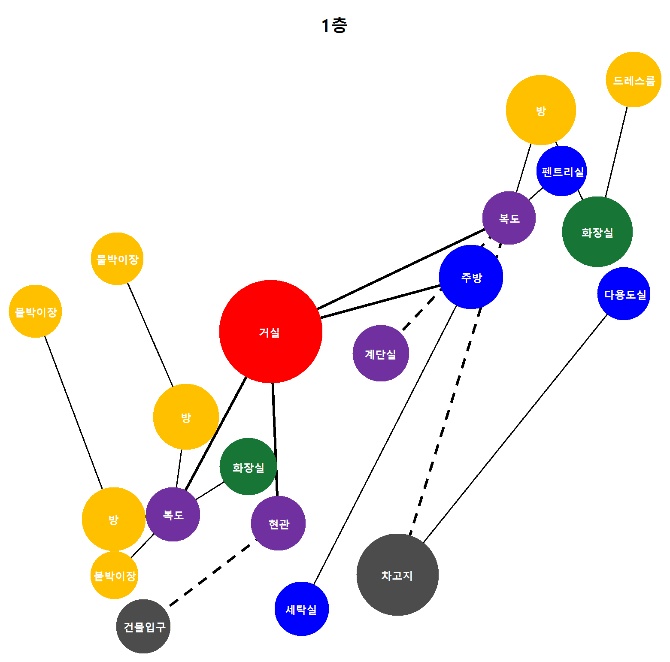 1층
드레스룸
방
펜트리실
복도
화장실
붙박이장
주방
다용도실
붙박이장
거실
계단실
방
화장실
복도
방
현관
붙박이장
차고지
세탁실
건물입구